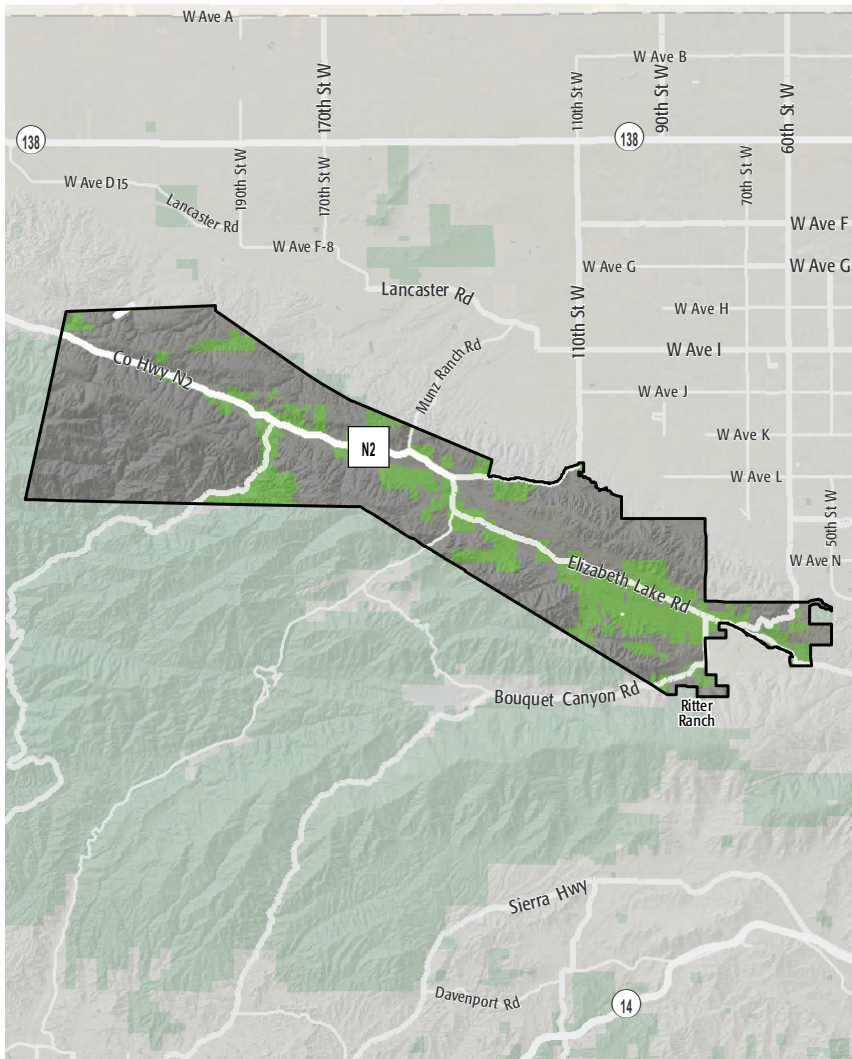 W Ave A
W Ave B
170th St W
110th St W
90th St W
60th St W
138
138
W Ave D 15
190th St W
170th St W
70th St W
Lancaster Rd
W Ave F
W Ave F-8
W Ave G
W Ave G
Lancaster Rd
W Ave H
110th St W
Munz Ranch Rd
W Ave I
Co Hwy N2
W Ave J
N2
W Ave K
W Ave L
50th St W
W Ave N
Elizabeth Lake Rd
Bouquet Canyon Rd
Ritter
Ranch
Sierra Hwy
Davenport Rd
14